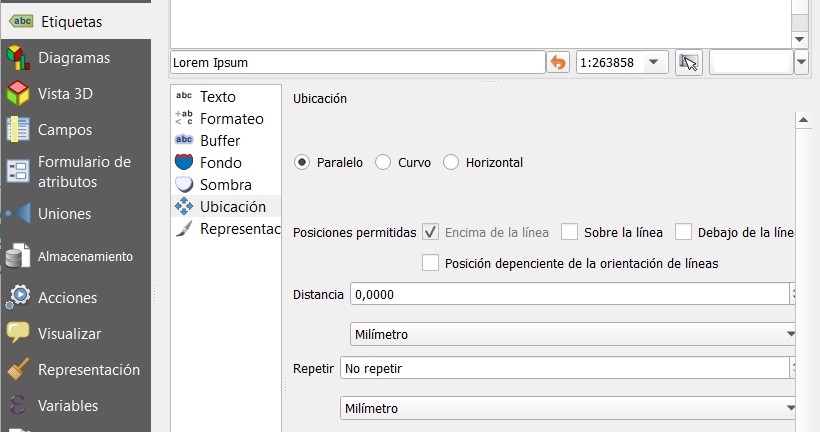 abc Etiquetas
Diagramas
Vista 3D
Campos
Formulario de
atributos
Uniones
Almacenamiento
Acciones
Visualizar
Representación
Variables
Lorem Ipsum
1:263858
abc Texto
+ab
< c
Formateo
abc Buffer
Fondo
Sombra
Ubicación
Representac
Ubicación
Paralelo Curvo Horizontal
Posiciones permitidas Encima de la línea Sobre la línea Debajo de la líne
Posición depenciente de la orientación de líneas
Distancia 0,0000
Milímetro
Repetir No repetir
Milímetro